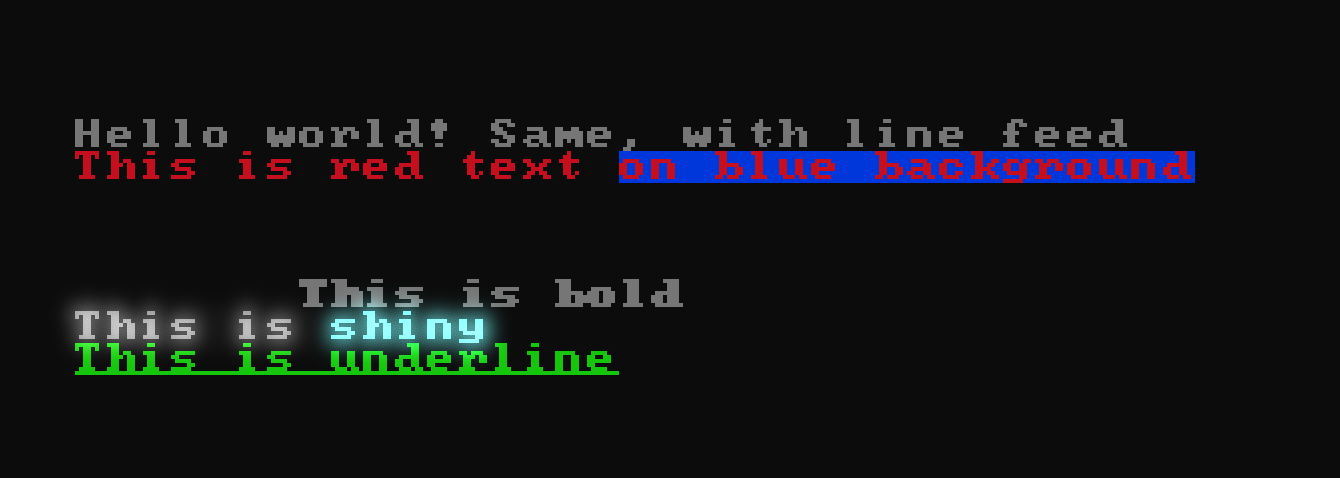 Hello world! Same, with line feed
This is red text on blue background
This is bold
This is shiny
This is underline